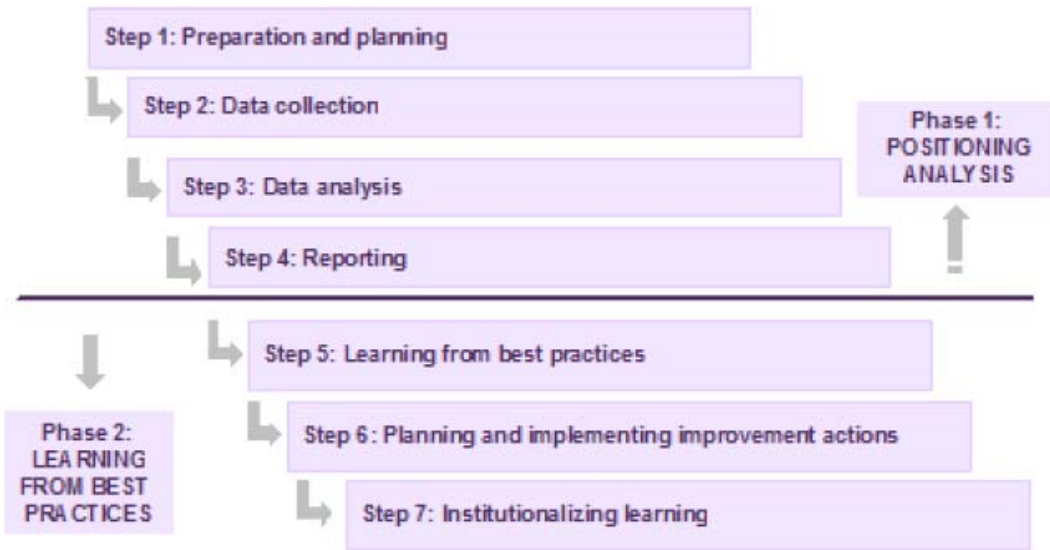 Step 1: Preparation and planning
Step 2: Data collection
Phase 1:
POSITIONING
ANALYSIS
Step 3: Data analysis
Step 4: Reporting
Step 5: Learning from best practices
Phase 2:
LEARNING
FROM BEST
PRACTICES
Step 6: Planning and implementing improvement actions
Step 7: Institutionalizing learning